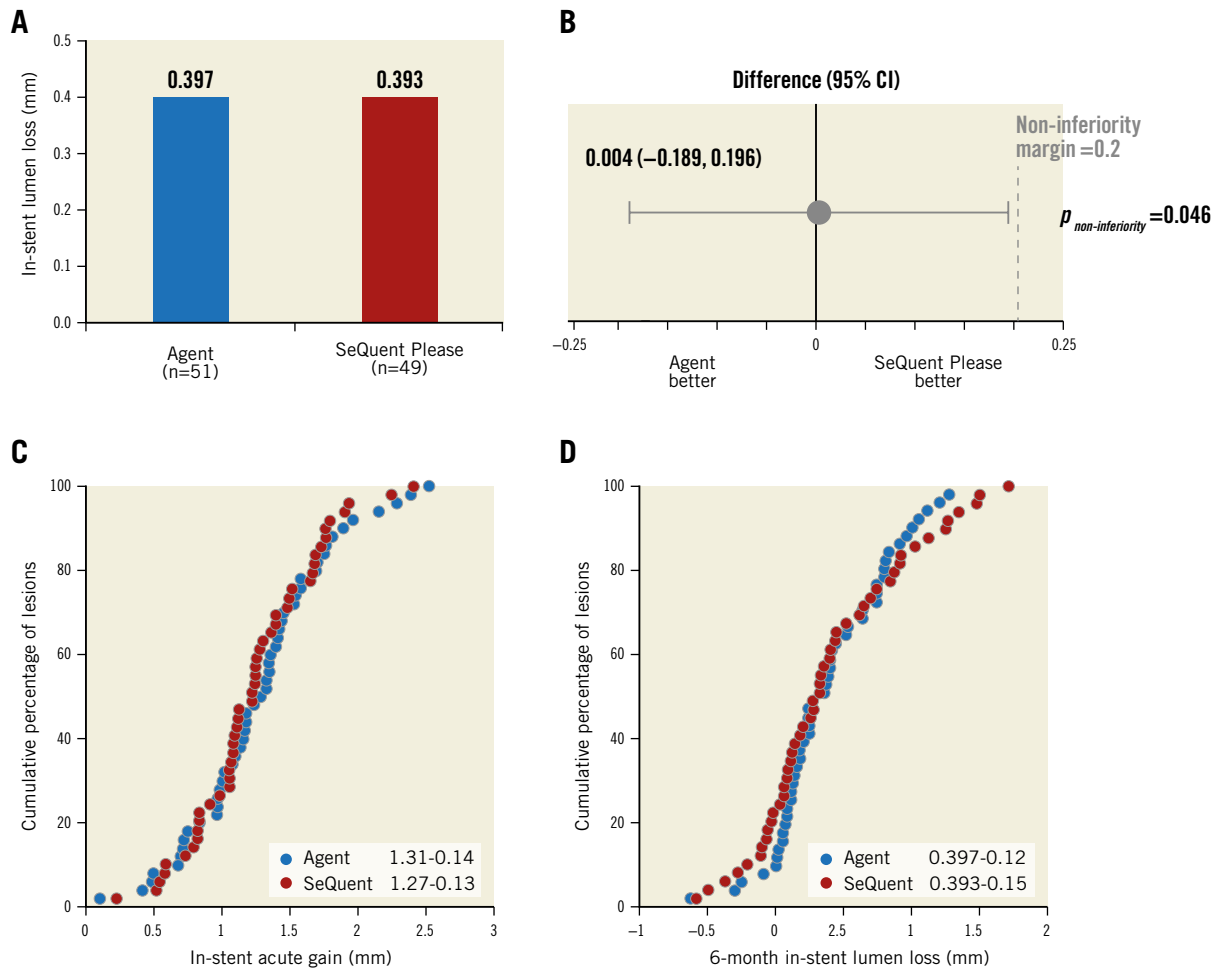 A
0.5
0.4
0.3
0.2
0.1
0.0
In-stent lumen loss (mm)
0.397
0.393
Agent
(n=51)
SeQuent Please
(n=49)
B
Difference (95% CI)
0.004 (−0.189, 0.196)
Non-inferiority
margin =0.2
p non-inferiority =0.046
−0.25
0
0.25
Agent
better
SeQuent Please
better
C
100
80
60
40
20
0
Cumulative percentage of lesions
Agent 1.31-0.14
SeQuent 1.27-0.13
0
0.5
1
1.5
2
2.5
3
In-stent acute gain (mm)
D
100
80
60
40
20
0
Cumulative percentage of lesions
Agent 0.397-0.12
SeQuent 0.393-0.15
−1
−0.5
0
2.5
1
1.5
2
6-month in-stent lumen loss (mm)